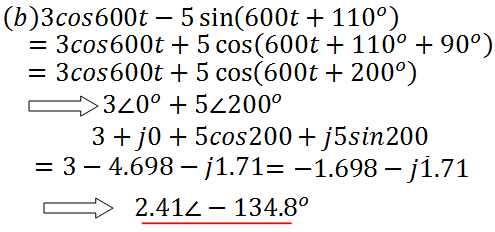 (b)3cos600t − 5 sin(600t + 110°)
= 3cos600t + 5 cos(600t + 110° + 90°)
= 3cos600t + 5 cos(600t + 200°)
3∠0° + 5∠200°
3 + j0 + 5cos200 + j5sin200
= 3 − 4.698 − j1.71= −1.698 − j1.71
2.41∠ − 134.8°